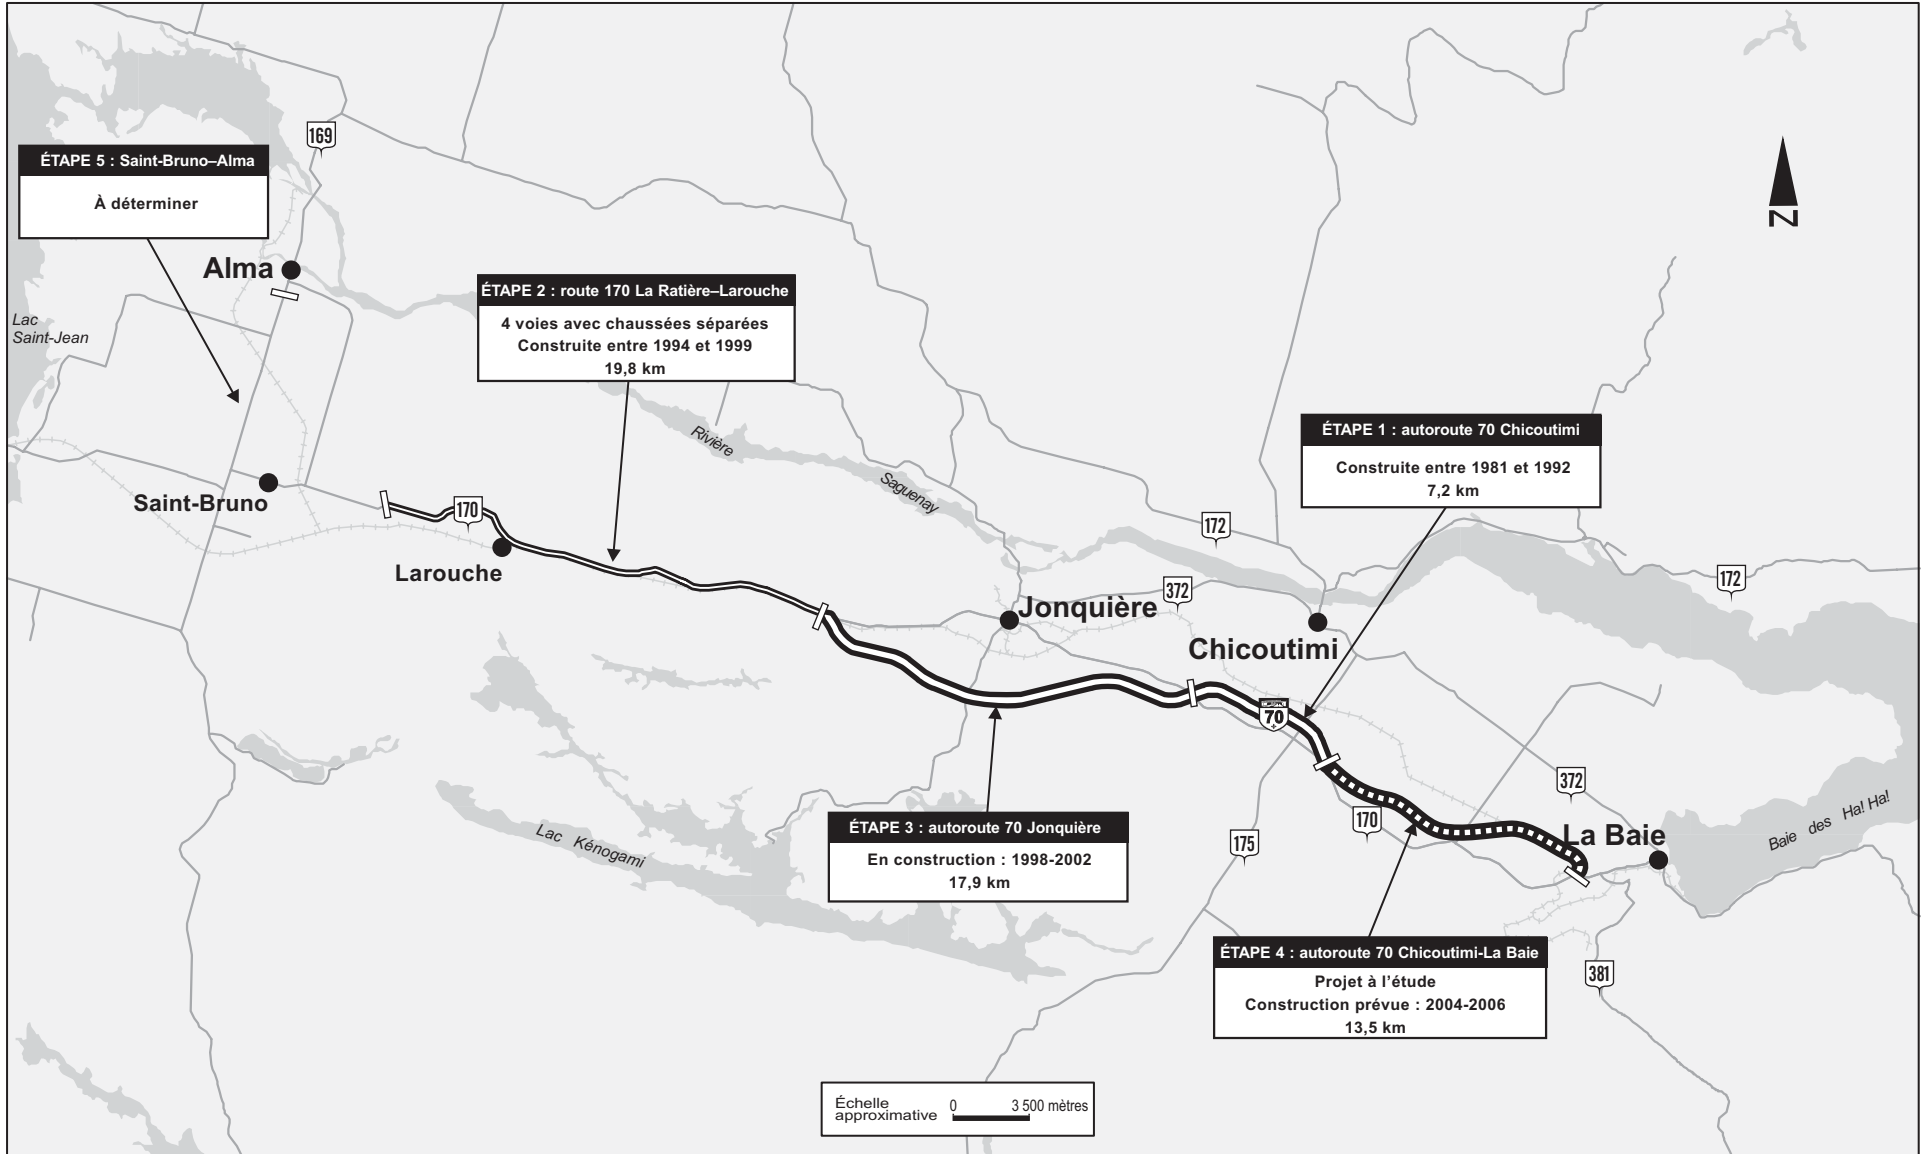 169
ÉTAPE 5 : Saint-Bruno–Alma
À déterminer
Alma
Lac
Saint-Jean
ÉTAPE 2 : route 170 La Ratière–Larouche
4 voies avec chaussées séparées
Construite entre 1994 et 1999
19,8 km
Rivière
Saguenay
ÉTAPE 1 : autoroute 70 Chicoutimi
Construite entre 1981 et 1992
7,2 km
Saint-Bruno
170
Larouche
172
172
372
Jonquière
Chicoutimi
70
372
170
175
La Baie
Baie des Ha! Ha!
Lac Kénogami
ÉTAPE 3 : autoroute 70 Jonquière
En construction : 1998-2002
17,9 km
ÉTAPE 4 : autoroute 70 Chicoutimi-La Baie
Projet à l'étude
Construction prévue : 2004-2006
13,5 km
381
Échelle
approximative
0 3 500 mètres
N